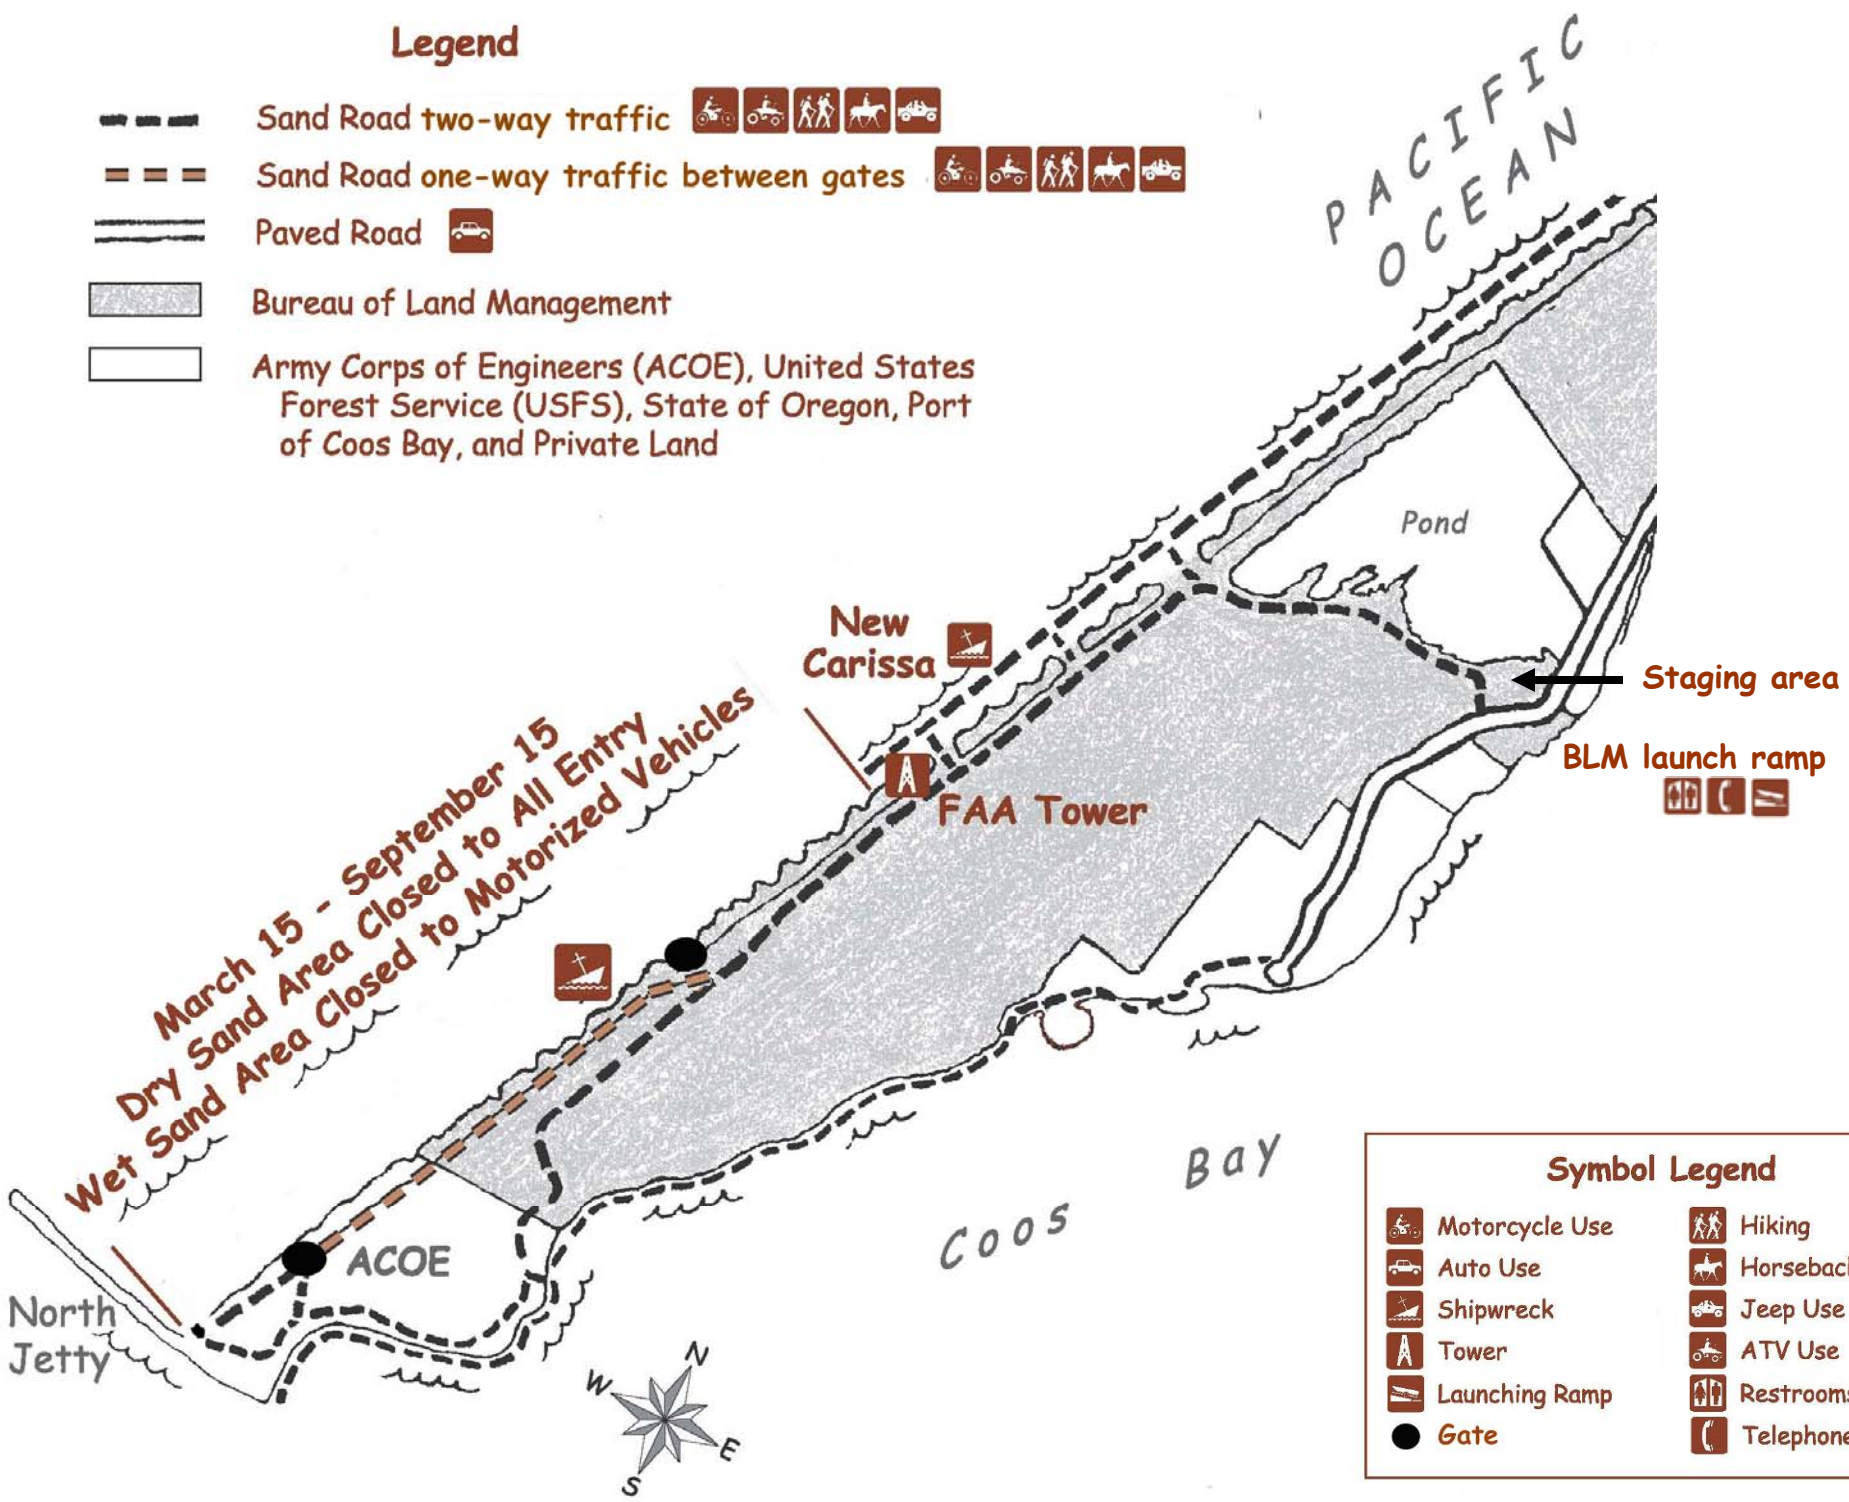 Legend
Sand Road two-way traffic
Sand Road one-way traffic between gates
Paved Road
Bureau of Land Management
Army Corps of Engineers (ACOE), United States
Forest Service (USFS), State of Oregon, Port
of Coos Bay, and Private Land
PACIFIC
OCEAN
Pond
New
Carissa
Staging area
BLM launch ramp
FAA Tower
March 15 - September 15
Dry Sand Area Closed to All Entry
Wet Sand Area Closed to Motorized Vehicles
ACOE
North
Jetty
Coos Bay
N
W
E
S
Symbol Legend
Motorcycle Use
Auto Use
Shipwreck
Tower
Launching Ramp
Gate
Hiking
Horseback
Jeep Use
ATV Use
Restrooms
Telephone